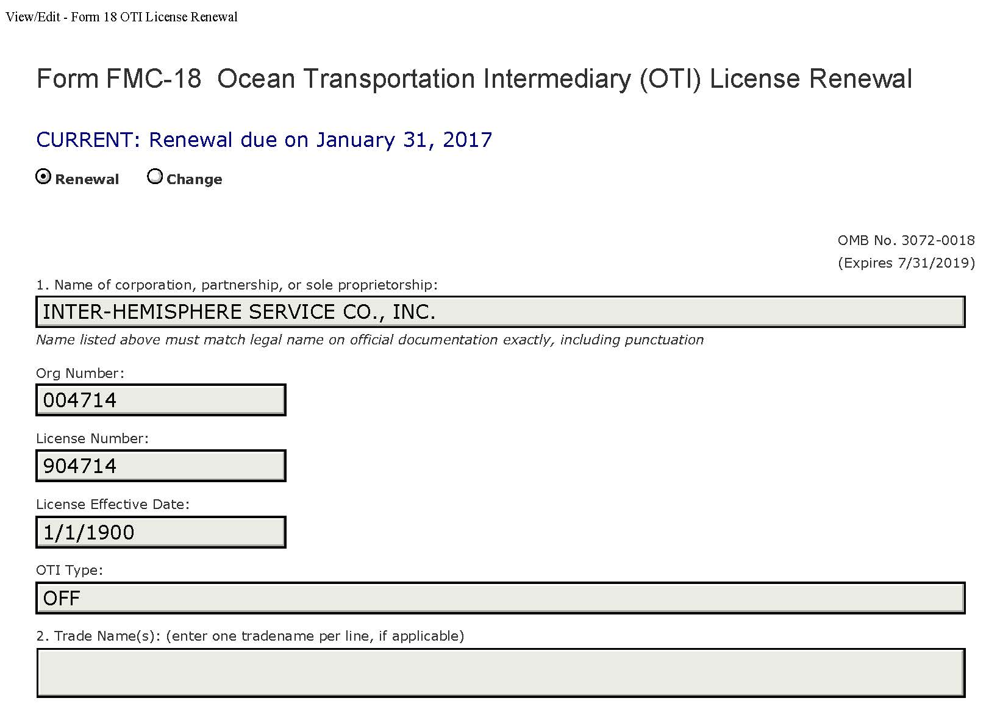 View/Edit - Form 18 OTI License Renewal
Form FMC-18  Ocean Transportation Intermediary (OTI) License Renewal
CURRENT: Renewal due on January 31, 2017
Renewal Change
OMB No. 3072-0018
(Expires 7/31/2019)
1. Name of corporation, partnership, or sole proprietorship:
INTER-HEMISPHERE SERVICE CO., INC.
Name listed above must match legal name on official documentation exactly, including punctuation
Org Number:
004714
License Number:
904714
License Effective Date:
1/1/1900
OTI Type:
OFF
2. Trade Name(s): (enter one tradename per line, if applicable)